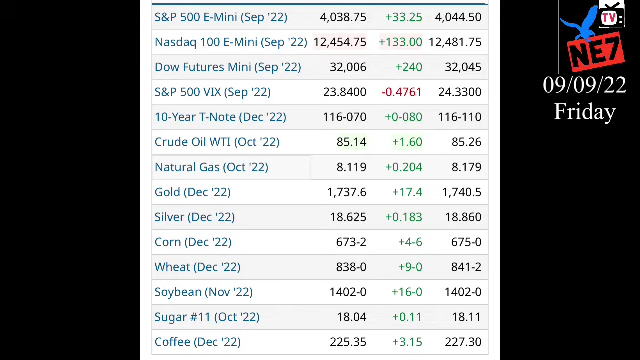 S&P 500 E-Mini (Sep '22) 4,038.75 +33.25 4,044.50
Nasdaq 100 E-Mini (Sep '22) 12,454.75 +133.00 12,481.75
Dow Futures Mini (Sep '22) 32,006 +240 32,045
S&P 500 VIX (Sep '22) 23.8400 -0.4761 24.3300
10-Year T-Note (Dec '22) 116-070 +0-080 116-110
Crude Oil WTI (Oct '22) 85.14 +1.60 85.26
Natural Gas (Oct '22) 8.119 +0.204 8.179
Gold (Dec '22) 1,737.6 +17.4 1,740.5
Silver (Dec '22) 18.625 +0.183 18.860
Corn (Dec '22) 673-2 +4-6 675-0
Wheat (Dec '22) 838-0 +9-0 841-2
Soybean (Nov '22) 1402-0 +16-0 1402-0
Sugar #11 (Oct '22) 18.04 +0.11 18.11
Coffee (Dec '22) 225.35 +3.15 227.30
TV
NE7
09/09/22
Friday